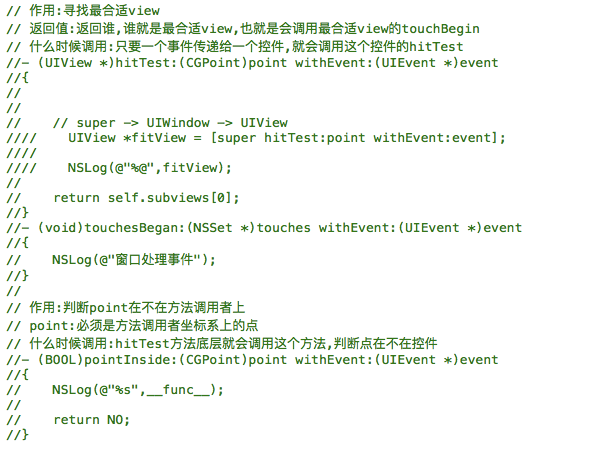 // 作用:寻找最合适view
// 返回值:返回谁,谁就是最合适view,也就是会调用最合适view的touchBegin
// 什么时候调用:只要一个事件传递给一个控件,就会调用这个控件的hitTest
//- (UIView *)hitTest:(CGPoint)point withEvent:(UIEvent *)event
//{
//
//
//    // super -> UIWindow -> UIView
////    UIView *fitView = [super hitTest:point withEvent:event];
////
////    NSLog(@"%@",fitView);
//
//    return self.subviews[0];
//}
//- (void)touchesBegan:(NSSet *)touches withEvent:(UIEvent *)event
//{
//    NSLog(@"窗口处理事件");
//}
//
// 作用:判断point在不在方法调用者上
// point:必须是方法调用者坐标系上的点
// 什么时候调用:hitTest方法底层就会调用这个方法,判断点在不在控件
//- (BOOL)pointInside:(CGPoint)point withEvent:(UIEvent *)event
//{
//    NSLog(@"%s",__func__);
//
//    return NO;
//}